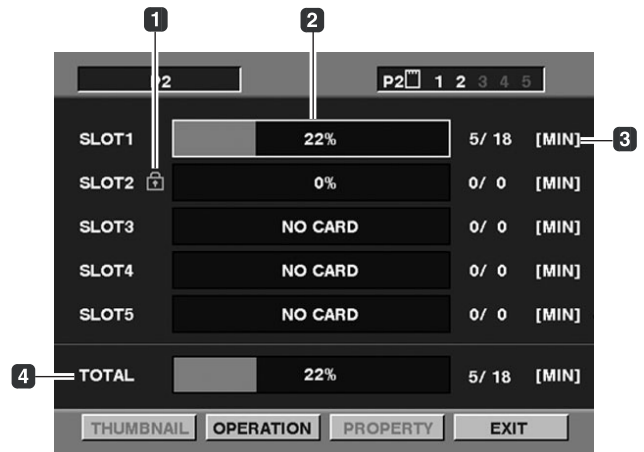 1 2
P2 P2 1 2 3 4 5
SLOT1 22% 5/ 18 [MIN] 3
SLOT2 0% 0/ 0 [MIN]
SLOT3 NO CARD 0/ 0 [MIN]
SLOT4 NO CARD 0/ 0 [MIN]
SLOT5 NO CARD 0/ 0 [MIN]
4 TOTAL 22% 5/ 18 [MIN]
THUMBNAIL OPERATION PROPERTY EXIT